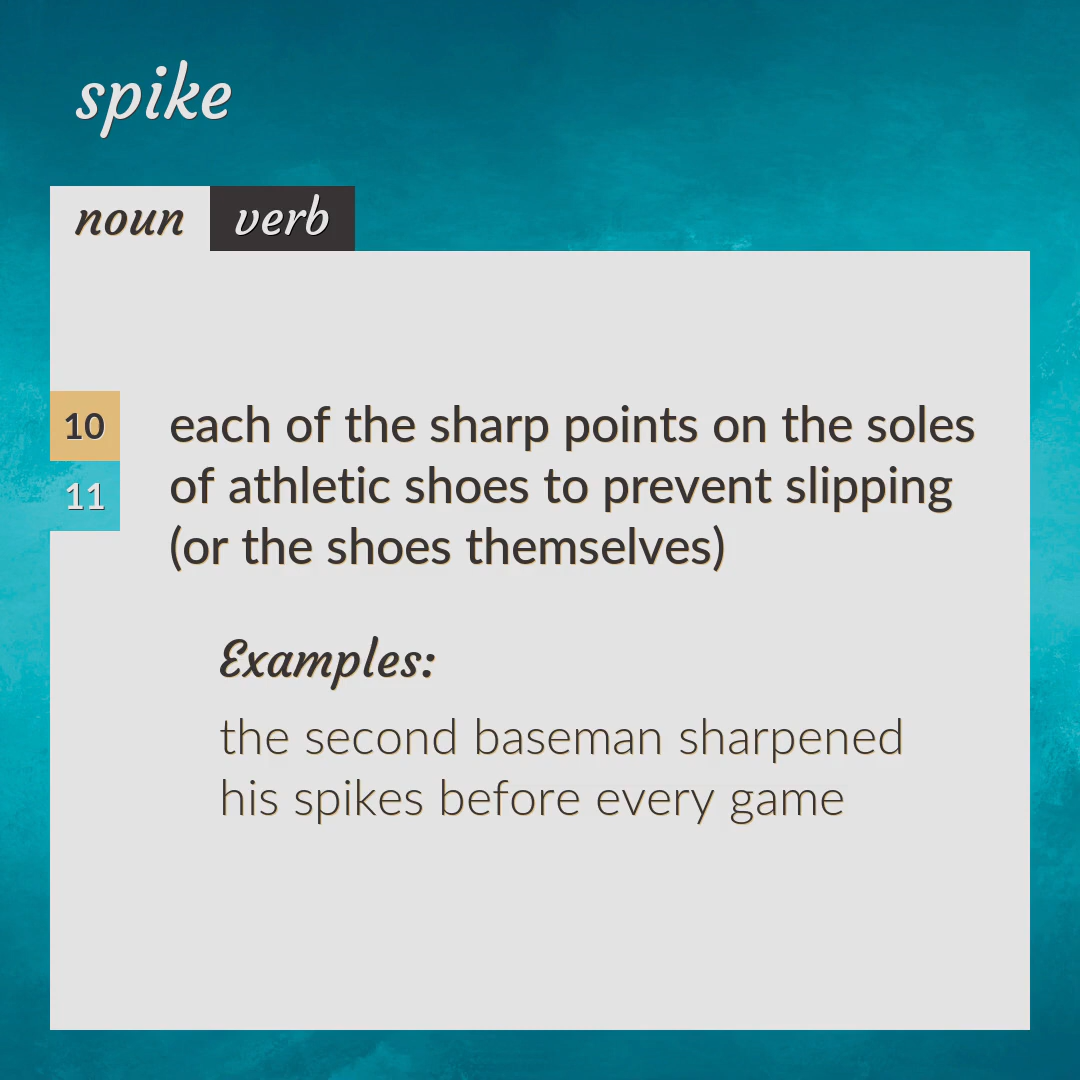 spike
noun verb
10
11
each of the sharp points on the soles
of athletic shoes to prevent slipping
(or the shoes themselves)
Examples:
the second baseman sharpened
his spikes before every game